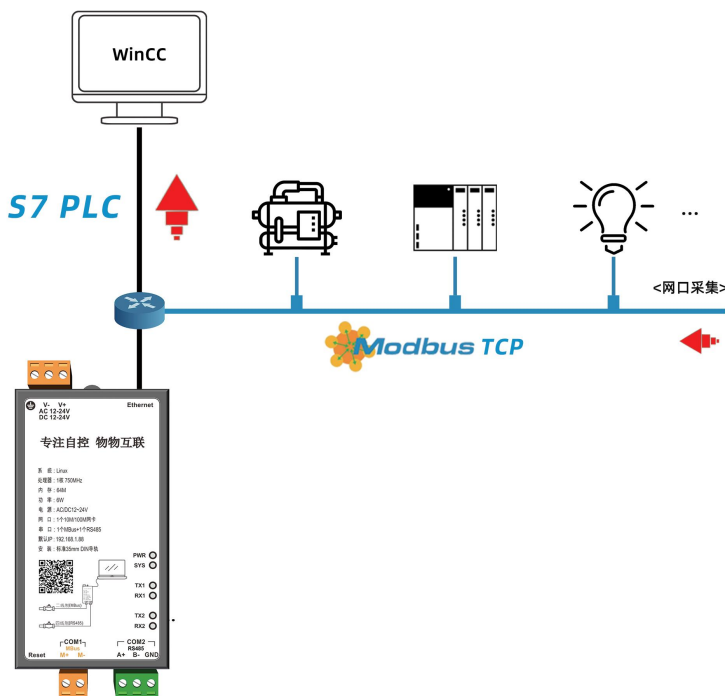 WinCC
S7 PLC
...
<网口采集>
Modbus TCP
V- V+
AC 12-24V
DC 12-24V
Ethernet
专注自控 物物互联
系 统：Linux
处理器：1核 750MHz
内 存：64M
功 率：6W
电 源：AC/DC12~24V
网 口：1个10M/100M网卡
串 口：1个MBus+1个RS485
默认IP：192.168.1.88
安 装：标准35mm DIN导轨
PWR
SYS
TX1
RX1
TX2
RX2
COM1
MBus
COM2
RS485
Reset
M+ M-
A+ B- GND